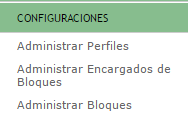 CONFIGURACIONES
Administrar Perfiles
Administrar Encargados de
Bloques
Administrar Bloques